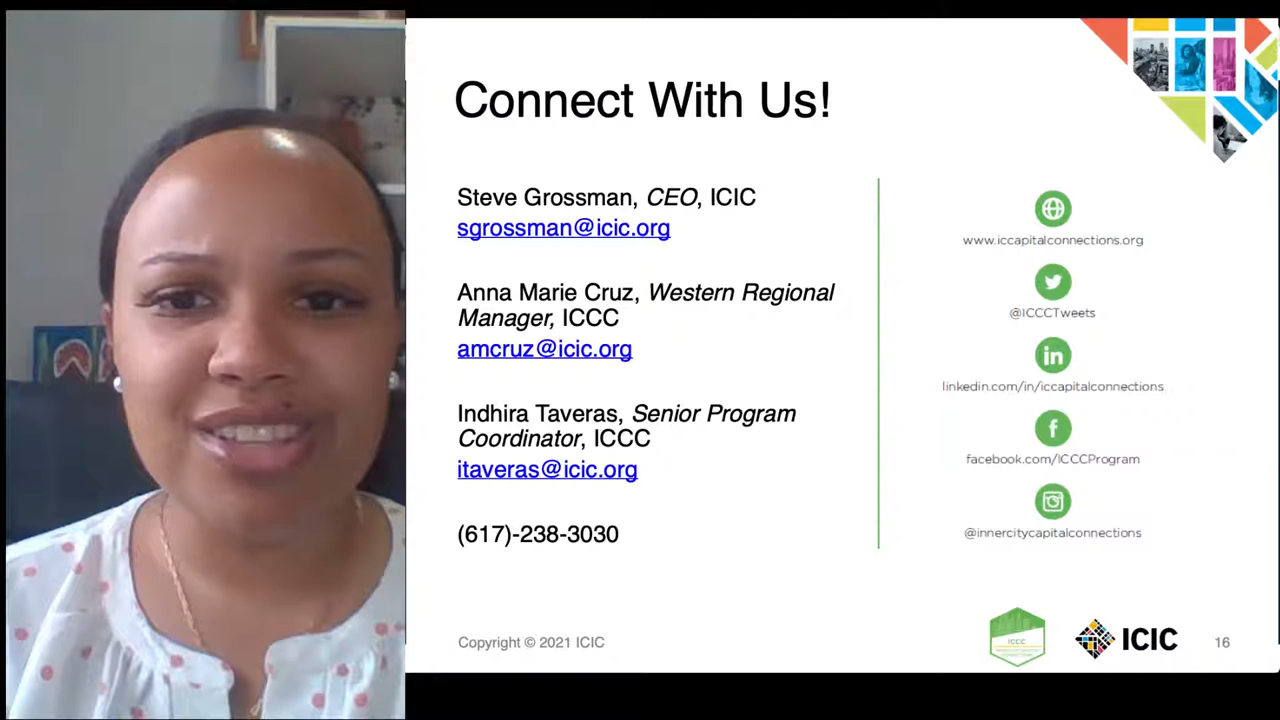 Connect With Us!
Steve Grossman, CEO, ICIC
sgrossman@icic.org
Anna Marie Cruz, Western Regional
Manager, ICCC
amcruz@icic.org
Indhira Taveras, Senior Program
Coordinator, ICCC
itaveras@icic.org
(617)-238-3030
www.iccapitalconnections.org
@ICCCTweets
in
linkedin.com/in/iccapitalconnections
f
facebook.com/ICCCProgram
@innercitycapitalconnections
Copyright © 2021 ICIC
ICCC
ICIC
16